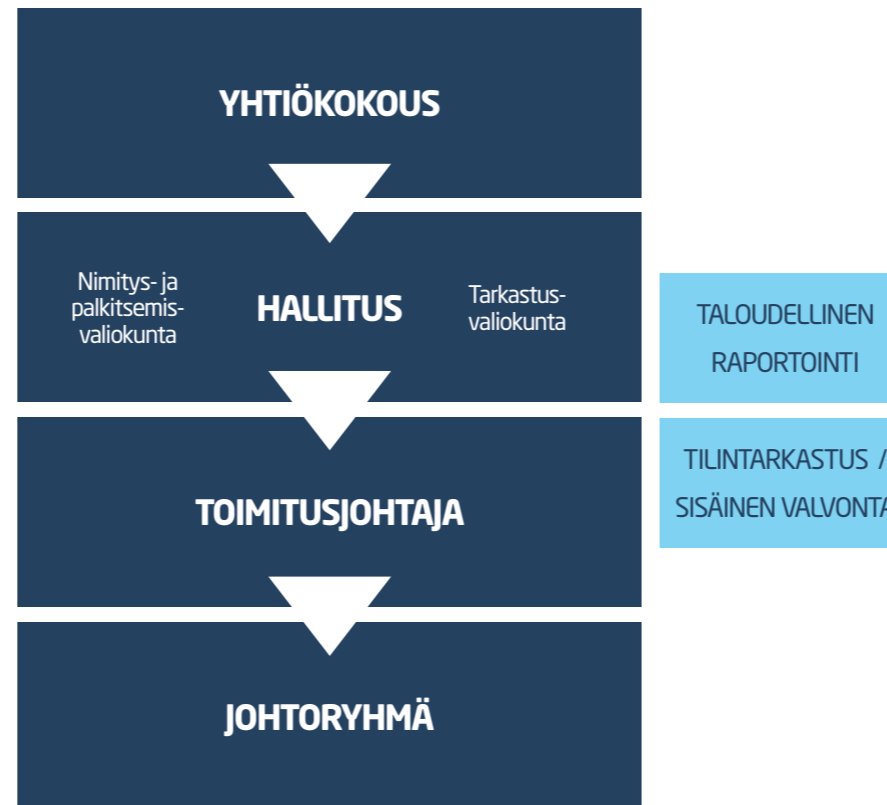 YHTIÖKOKOUS
Nimitys- ja
palkitsemis-
valiokunta
HALLITUS
Tarkastus-
valiokunta
TALOUDELLINEN
RAPORTOINTI
TILINTARKASTUS /
SISÄINEN VALVONTA
TOIMITUSJOHTAJA
JOHTORYHMÄ